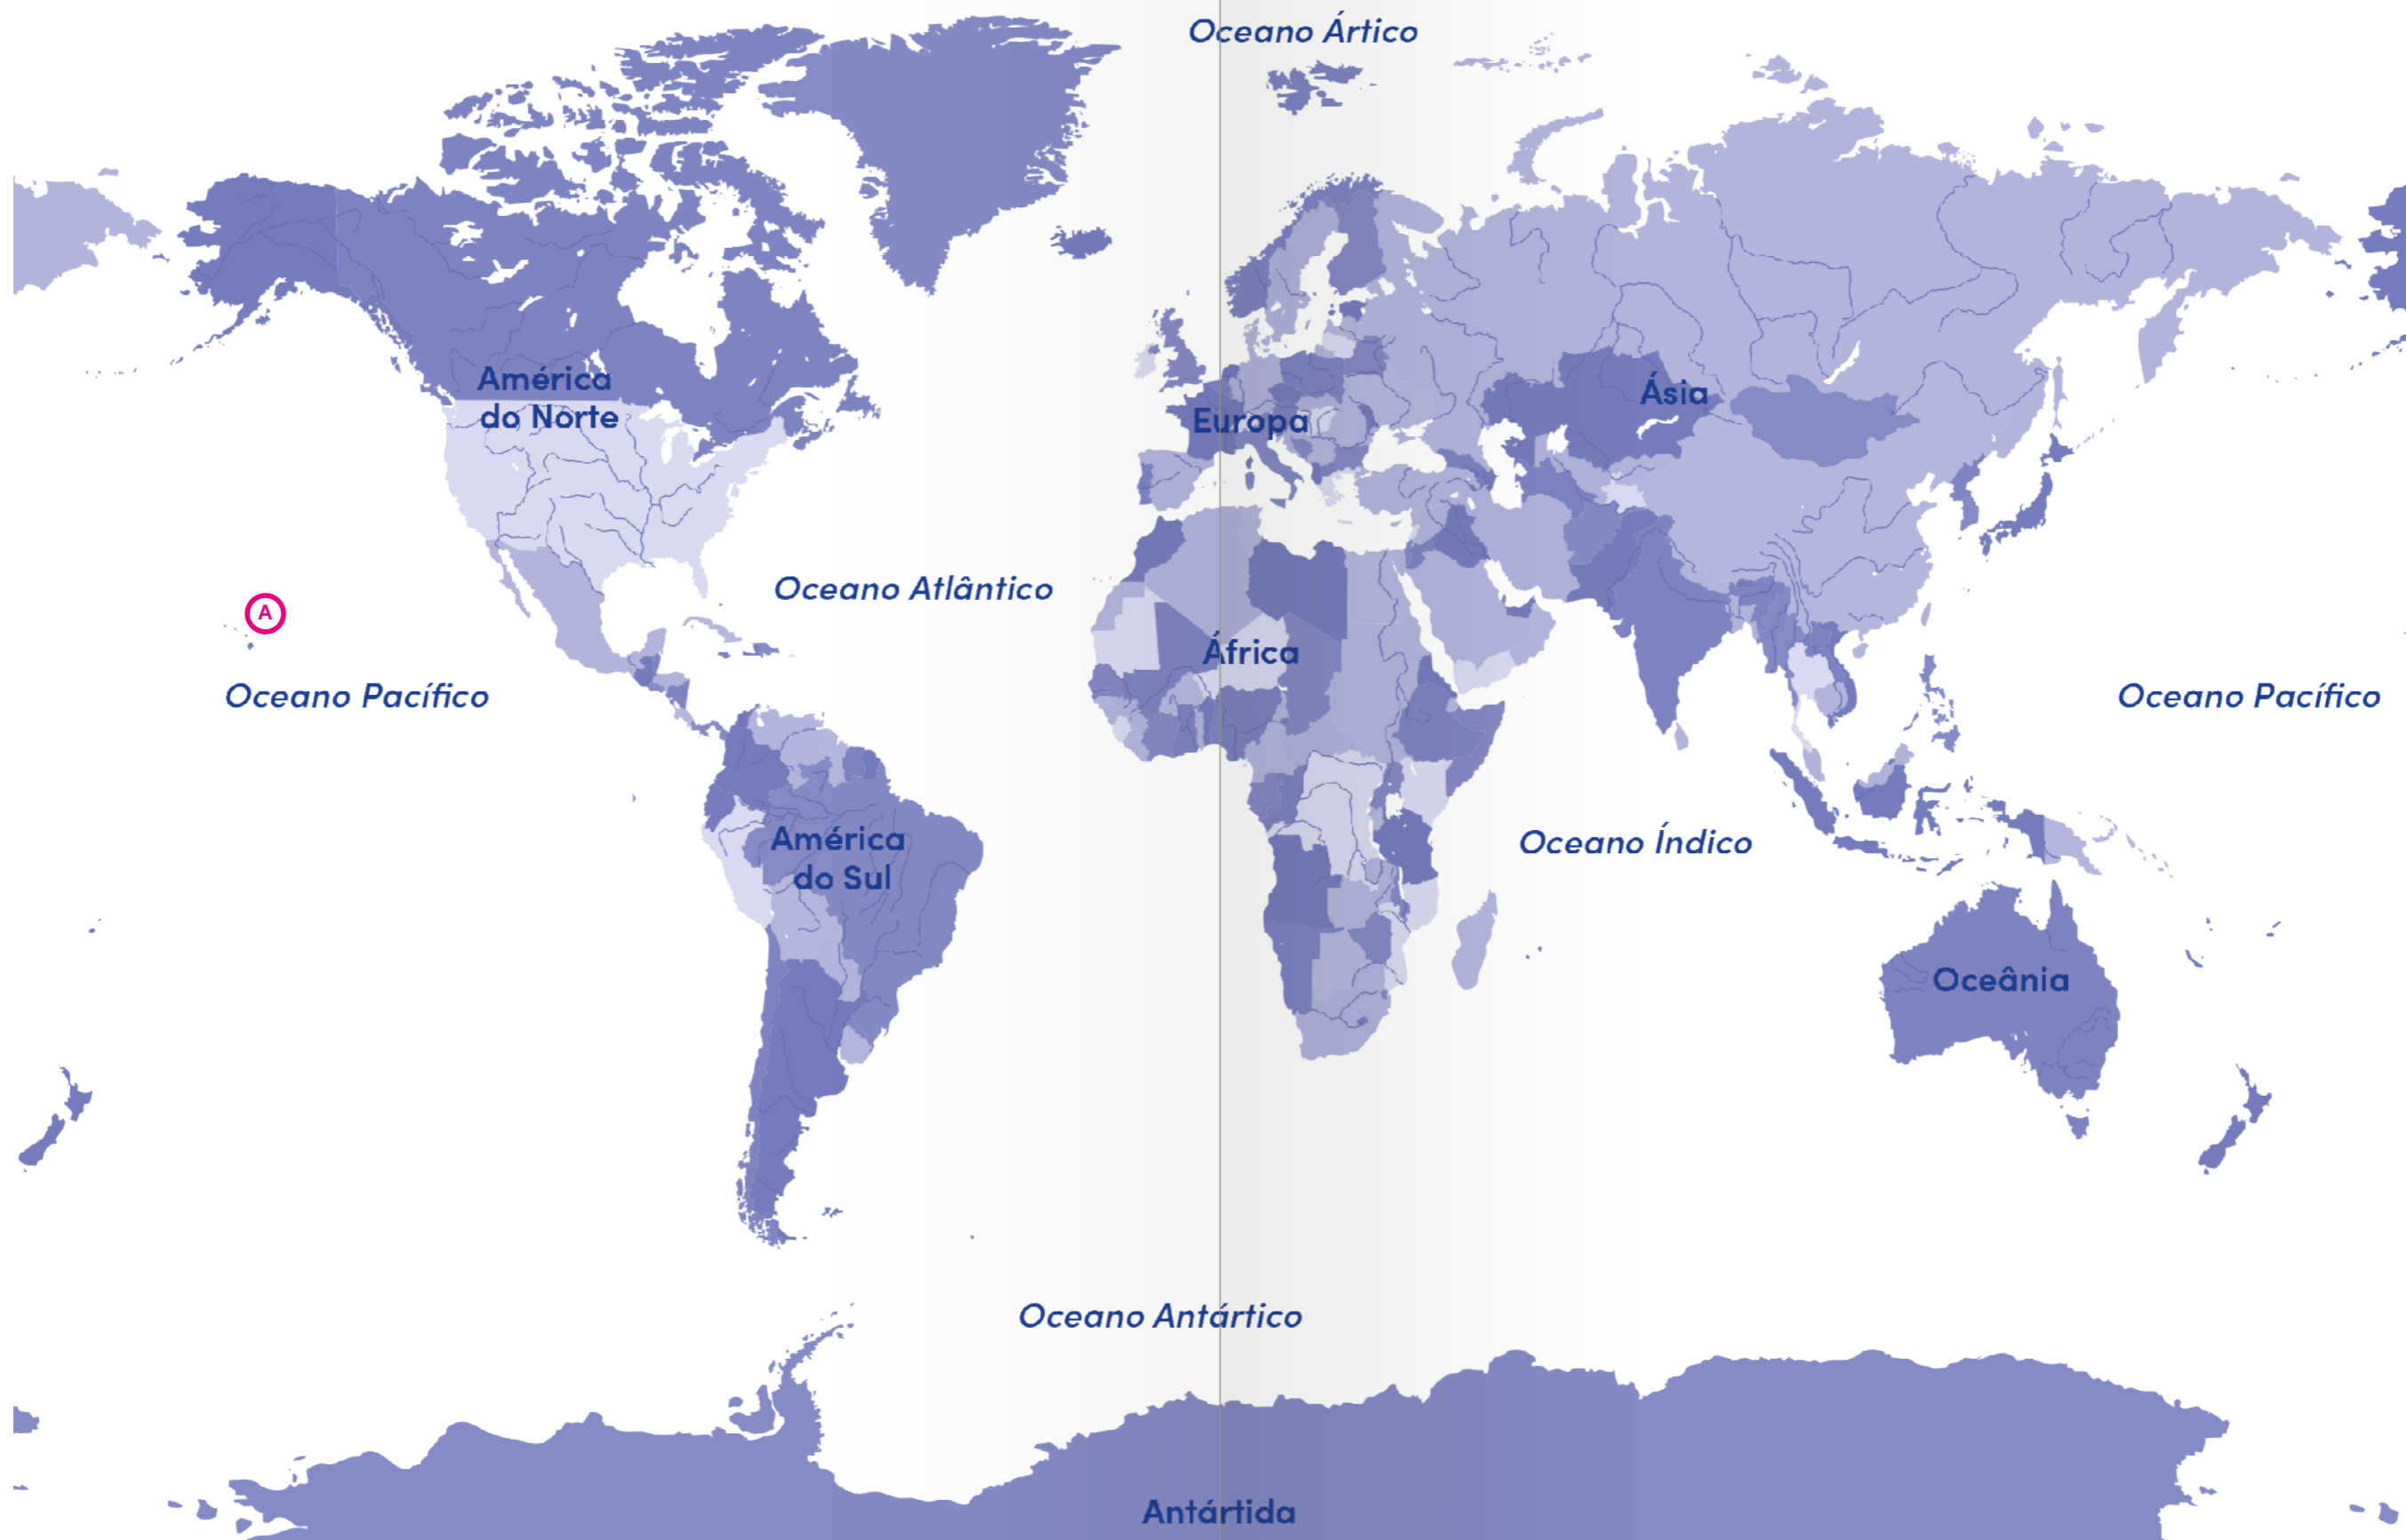 Oceano Ártico
América
do Norte
Europa
Ásia
Oceano Atlântico
A
África
Oceano Pacífico
Oceano Pacífico
América
do Sul
Oceano Índico
Oceânia
Oceano Antártico
Antártida